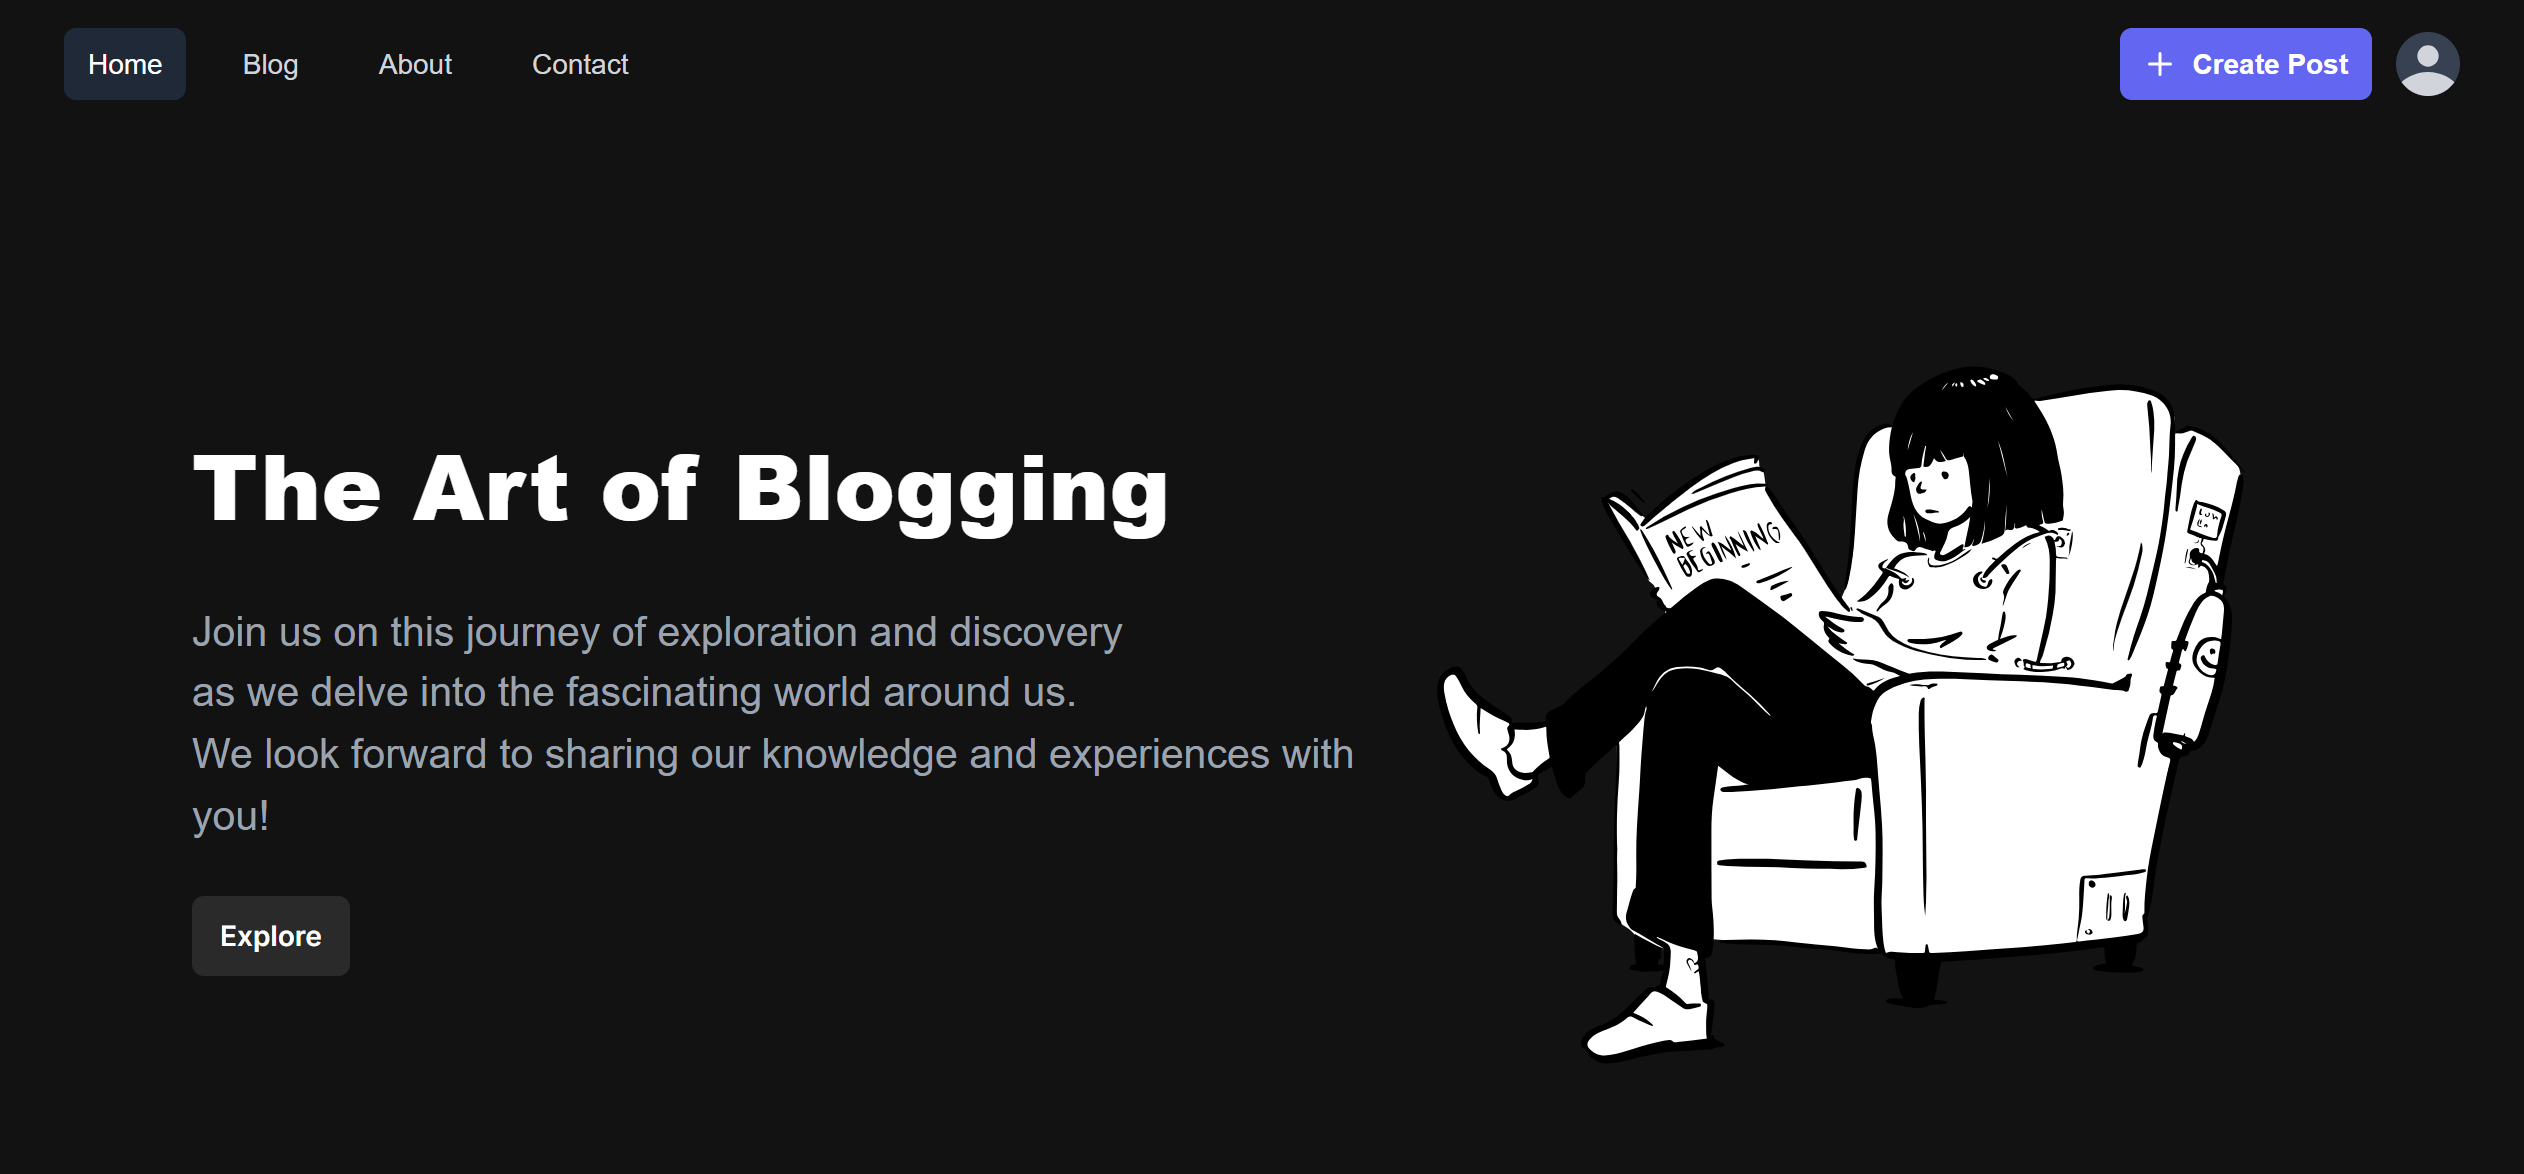 Home Blog About Contact Create Post
The Art of Blogging
Join us on this journey of exploration and discovery
as we delve into the fascinating world around us.
We look forward to sharing our knowledge and experiences with
you!
Explore
NEW
BEGINNING